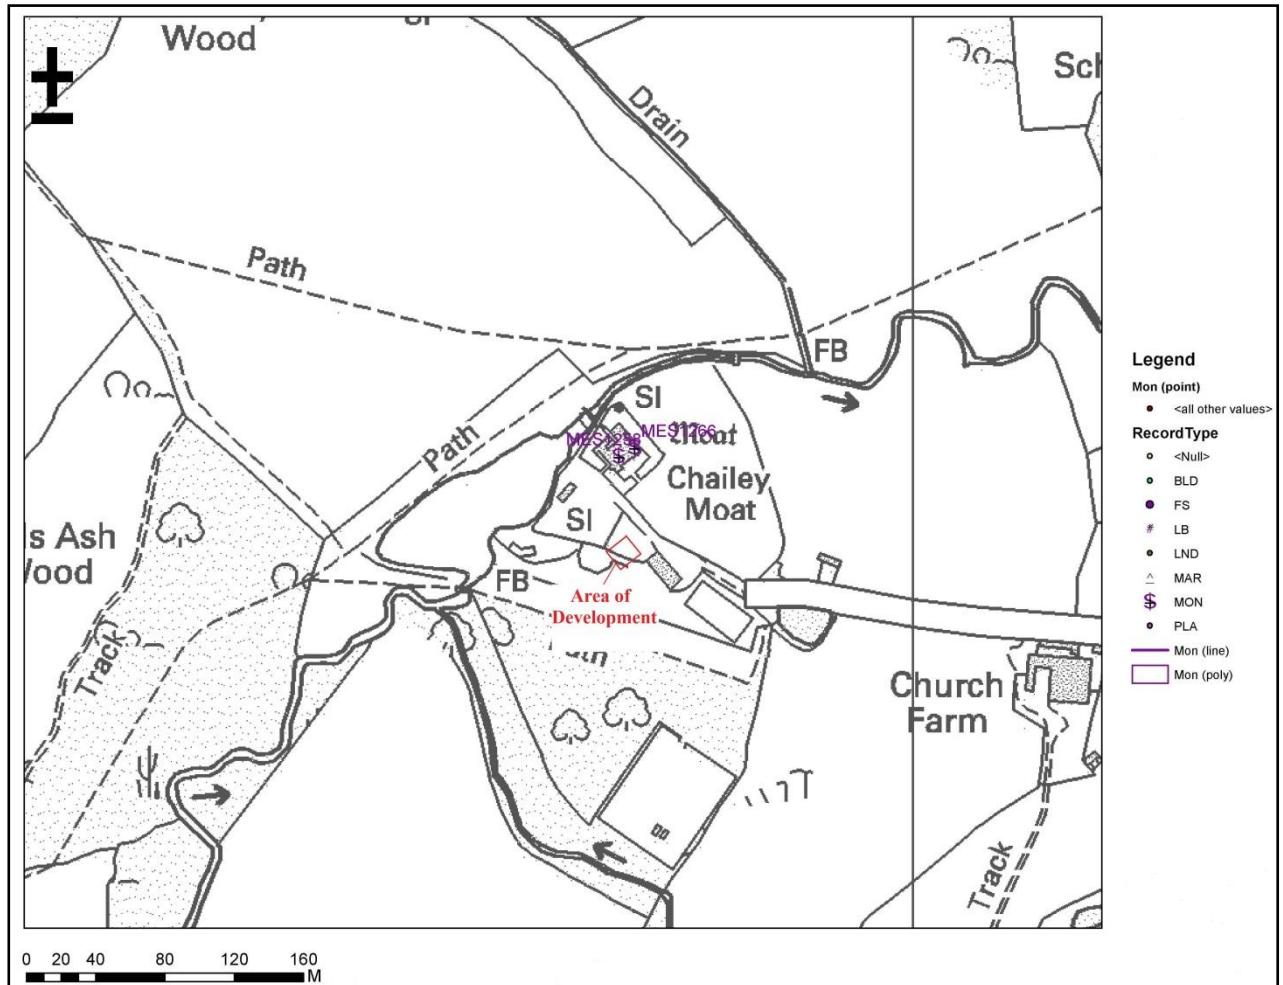 Wood
Sch
Drain
Path
FB
SI
MES1266
Moat
Path
Chailey
Moat
SI
s Ash
Wood
FB
Area of
Development
Track
Church
Farm
Track
Legend
Mon (point)
<all other values>
RecordType
<Null>
BLD
FS
LB
LND
MAR
MON
PLA
Mon (line)
Mon (poly)
0 20 40 80 120 160
M